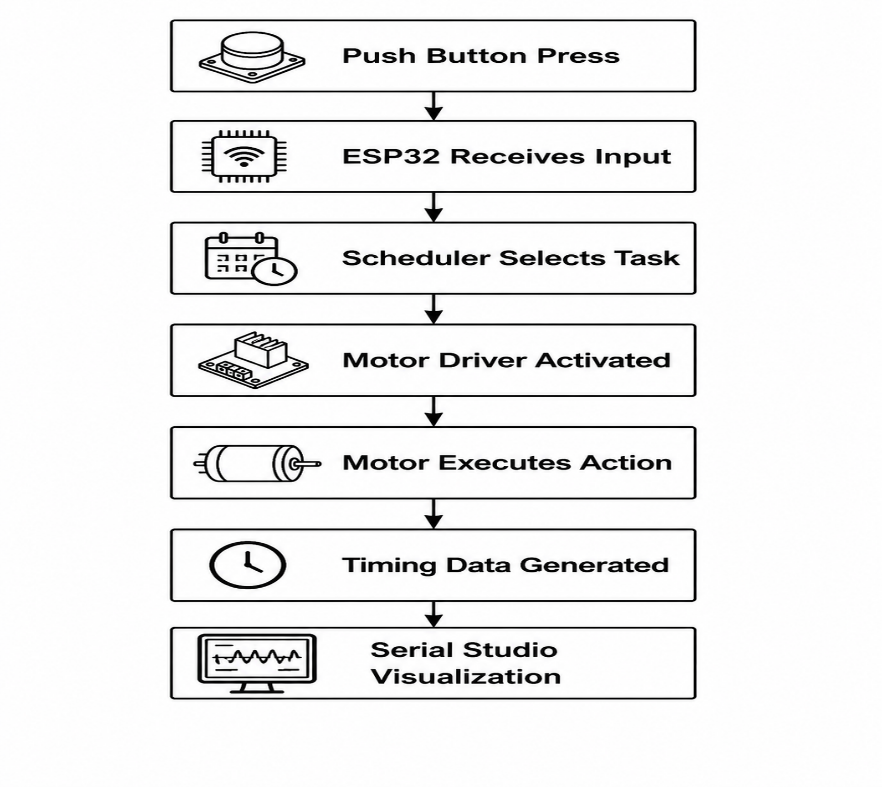 Push Button Press
ESP32 Receives Input
Scheduler Selects Task
Motor Driver Activated
Motor Executes Action
Timing Data Generated
Serial Studio
Visualization